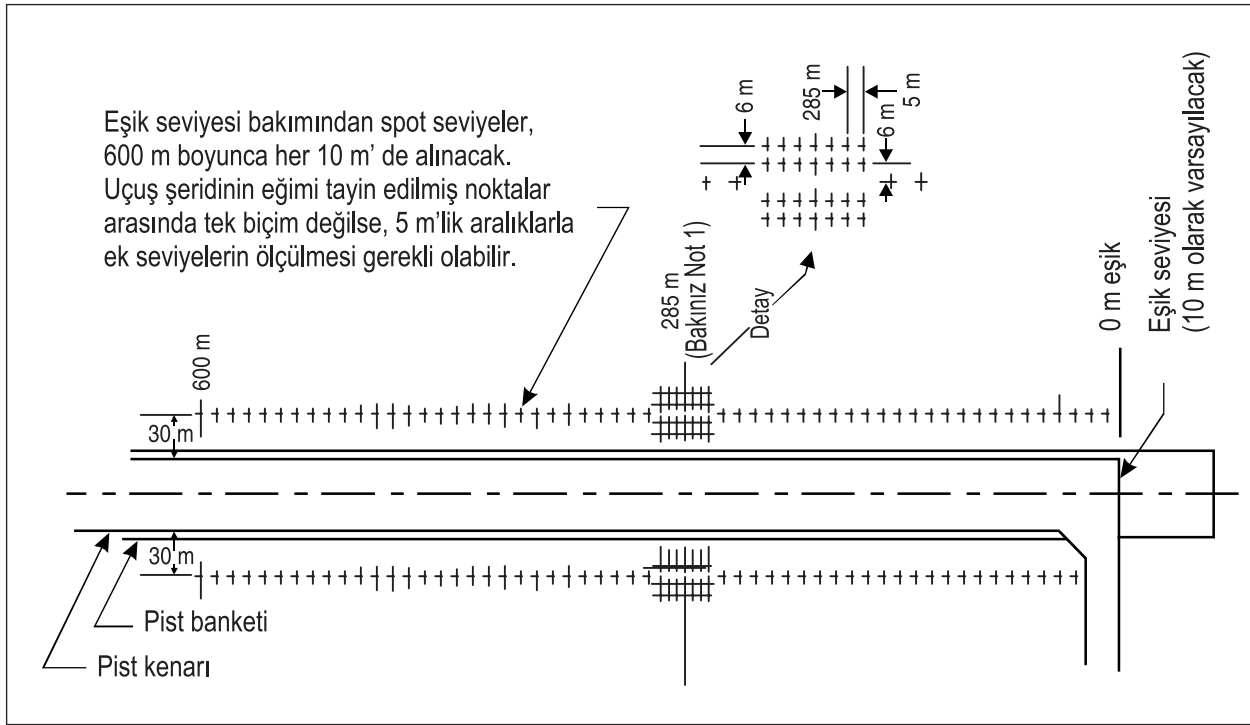 Eşik seviyesi bakımından spot seviyeler,
600 m boyunca her 10 m' de alınacak.
Uçuş şeridinin eğimi tayin edilmiş noktalar
arasında tek biçim değilse, 5 m'lik aralıklarla
ek seviyelerin ölçülmesi gerekli olabilir.
6 m
285 m
5 m
6 m
285 m
(Bakınız Not 1)
Detay
0 m eşik
Eşik seviyesi
(10 m olarak varsayılacak)
600 m
30 m
30 m
Pist banketi
Pist kenarı